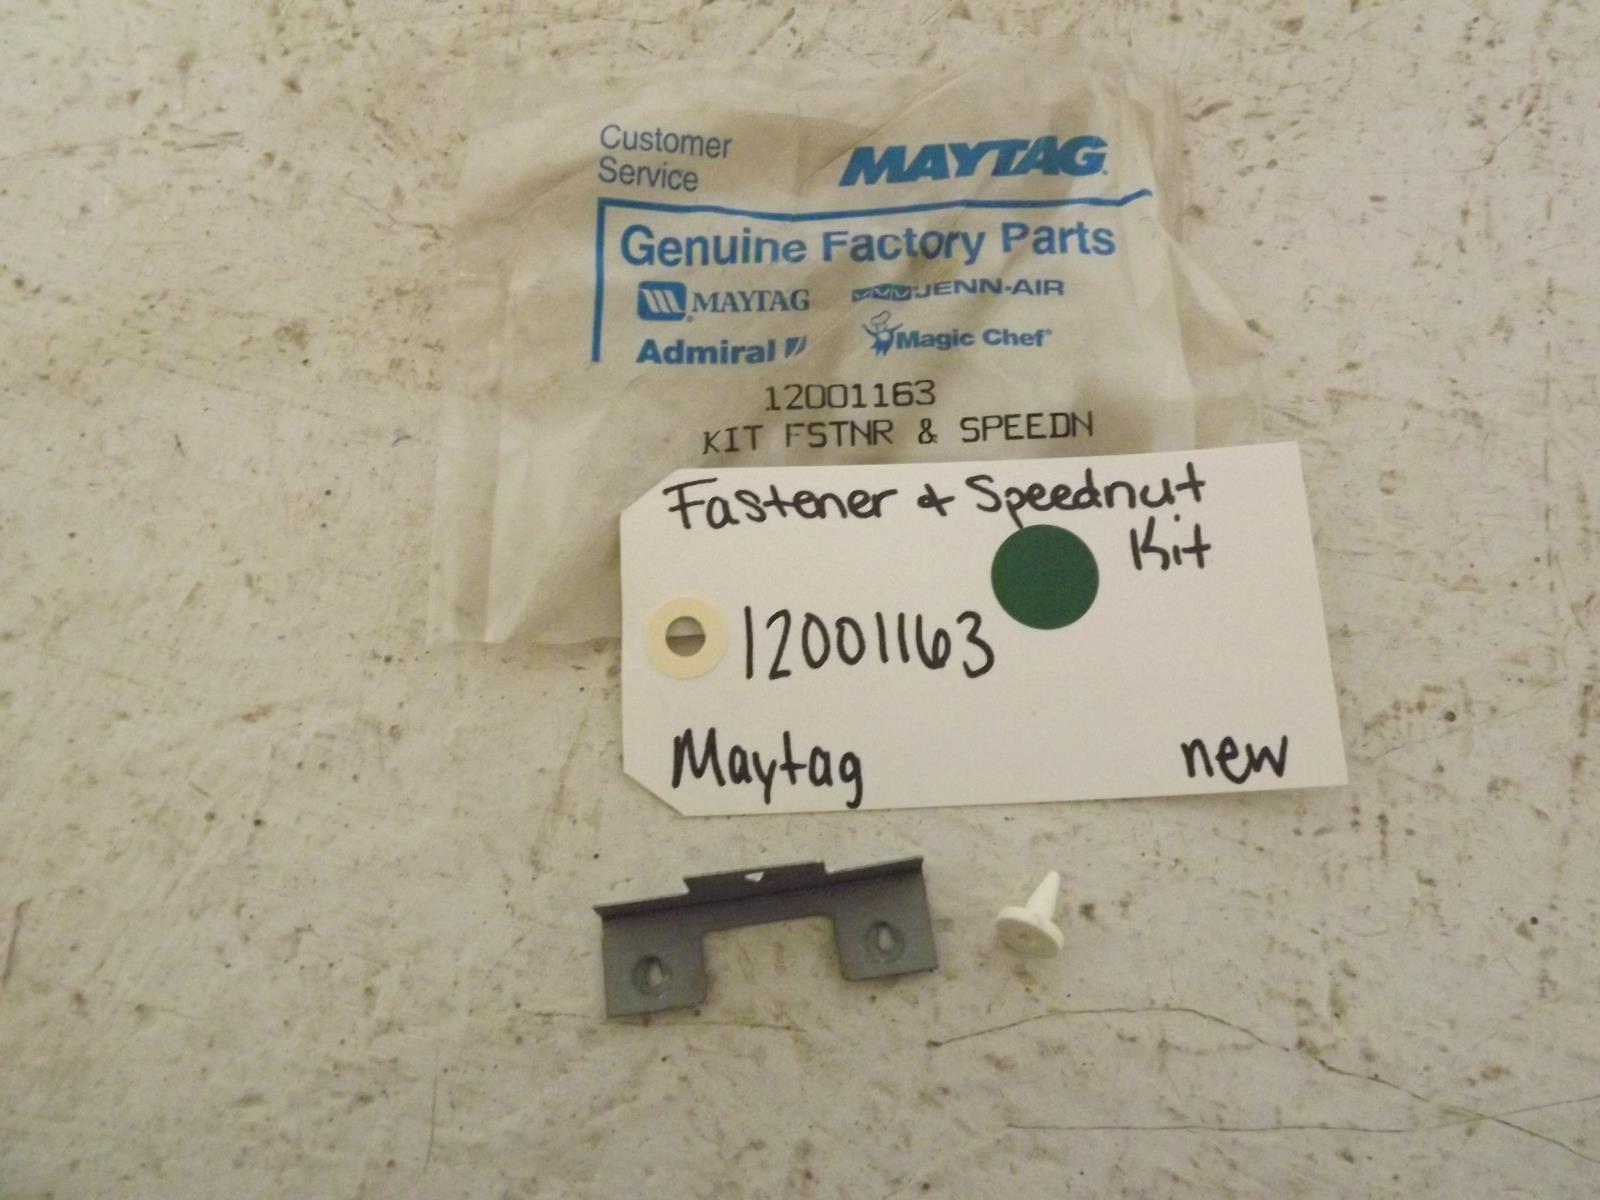 Customer
Service
MAYTAG
Genuine Factory Parts
MAYTAG
JENN-AIR
Admiral
Magic Chef
12001163
KIT FSTNR & SPEEDN
Fastener & Speednut
Kit
12001163
Maytag
new